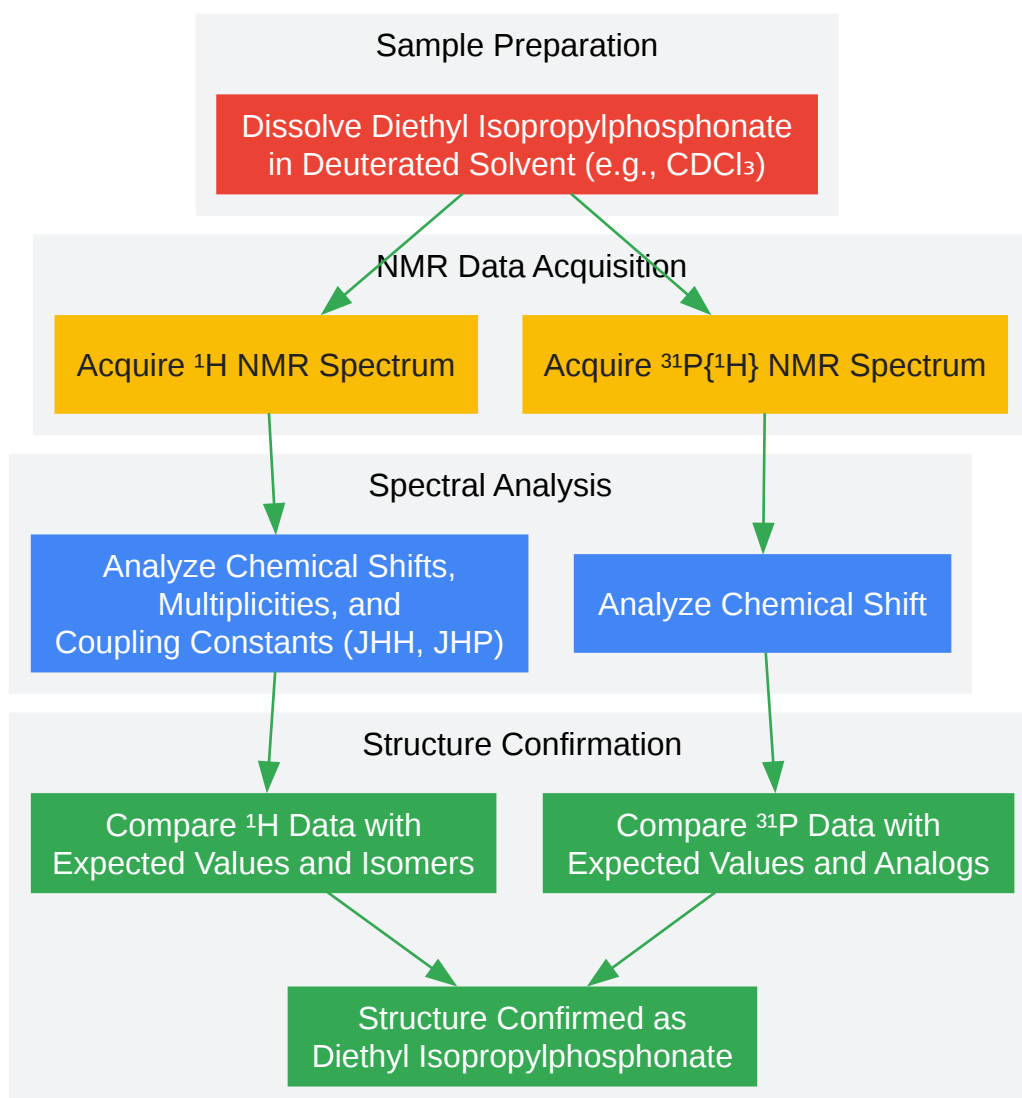 Sample Preparation
Dissolve Diethyl Isopropylphosphonate
in Deuterated Solvent (e.g., CDCl₃)
NMR Data Acquisition
Acquire ¹H NMR Spectrum
Acquire ³¹P{¹H} NMR Spectrum
Spectral Analysis
Analyze Chemical Shifts,
Multiplicities, and
Coupling Constants (JHH, JHP)
Analyze Chemical Shift
Structure Confirmation
Compare ¹H Data with
Expected Values and Isomers
Compare ³¹P Data with
Expected Values and Analogs
Structure Confirmed as
Diethyl Isopropylphosphonate